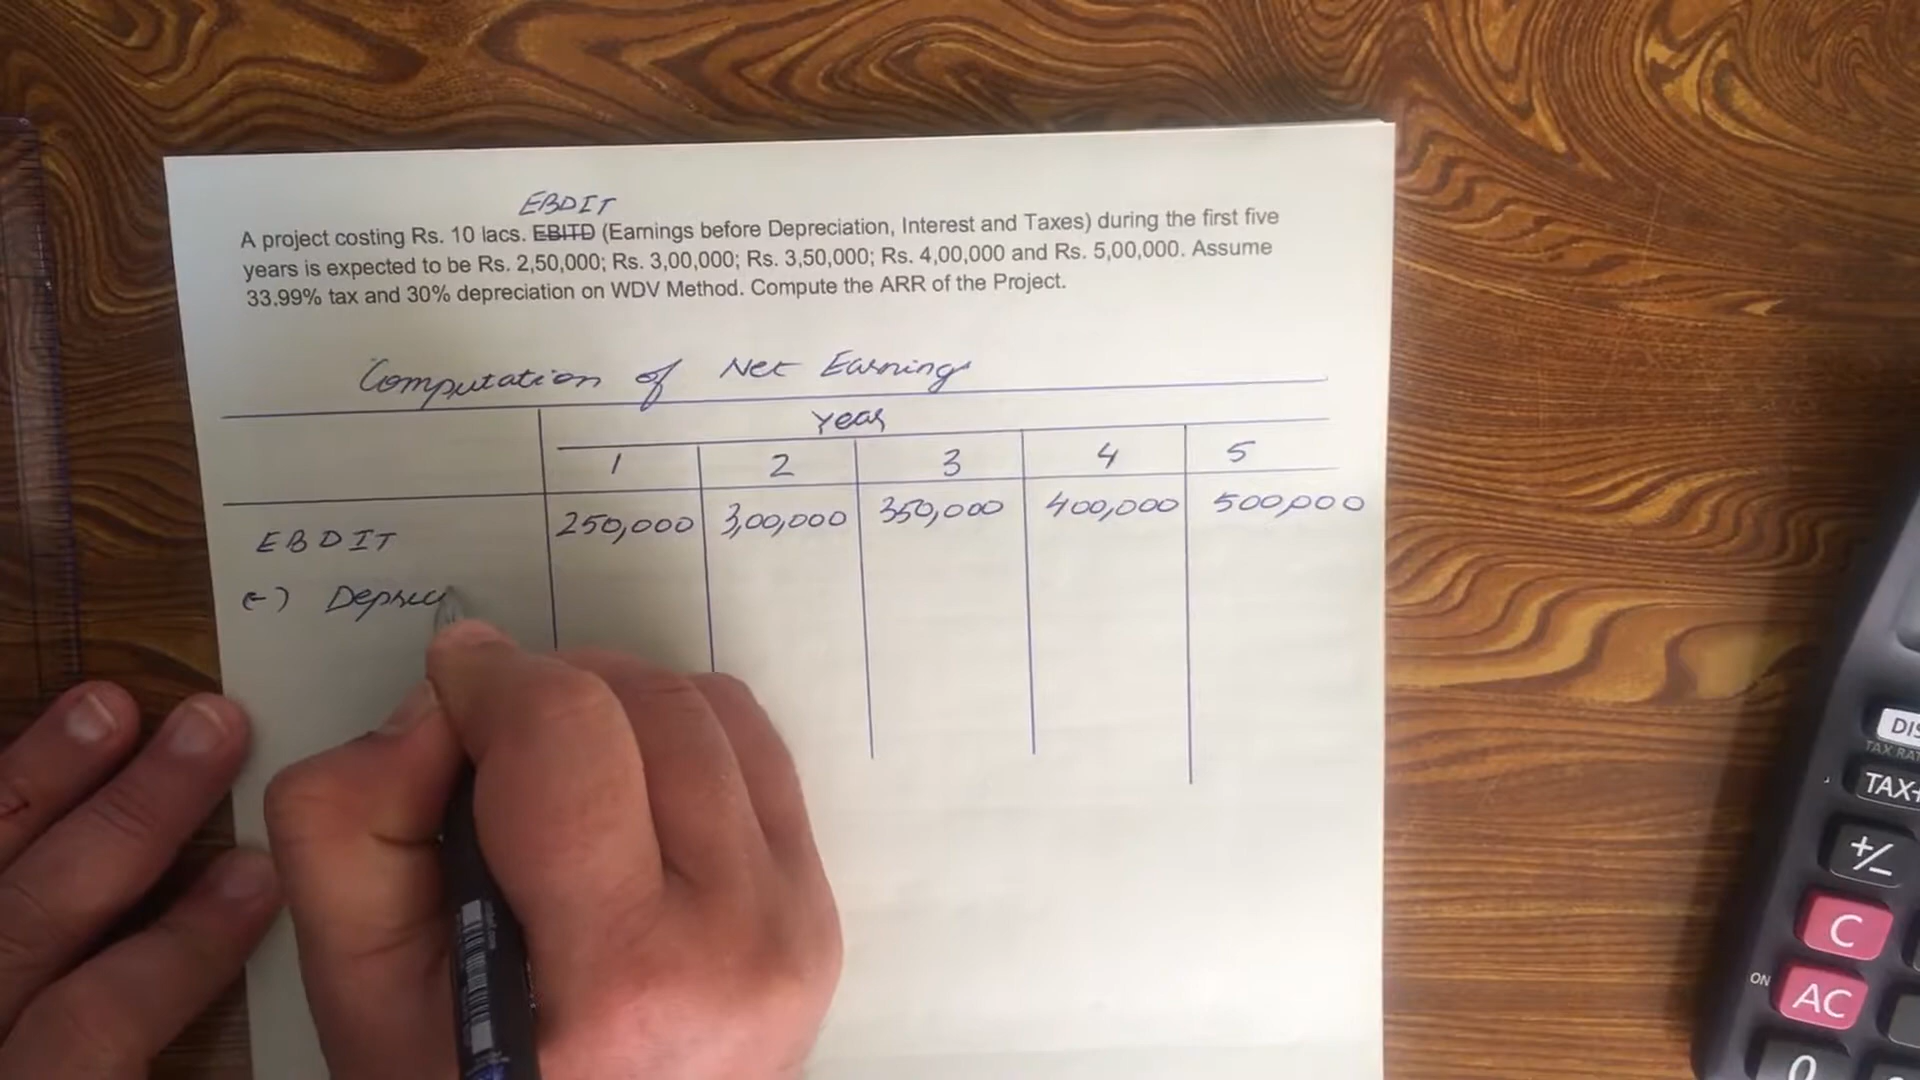 EBDIT
A project costing Rs. 10 lacs. EBITD (Earnings before Depreciation, Interest and Taxes) during the first five
years is expected to be Rs. 2,50,000; Rs. 3,00,000; Rs. 3,50,000; Rs. 4,00,000 and Rs. 5,00,000. Assume
33.99% tax and 30% depreciation on WDV Method. Compute the ARR of the Project.
Computation of Net Earnings
Year
1 2 3 4 5
EBDIT 250,000 3,00,000 350,000 400,000 500,000
(-) Depreci
TAX+
+/-
C
ON AC
0